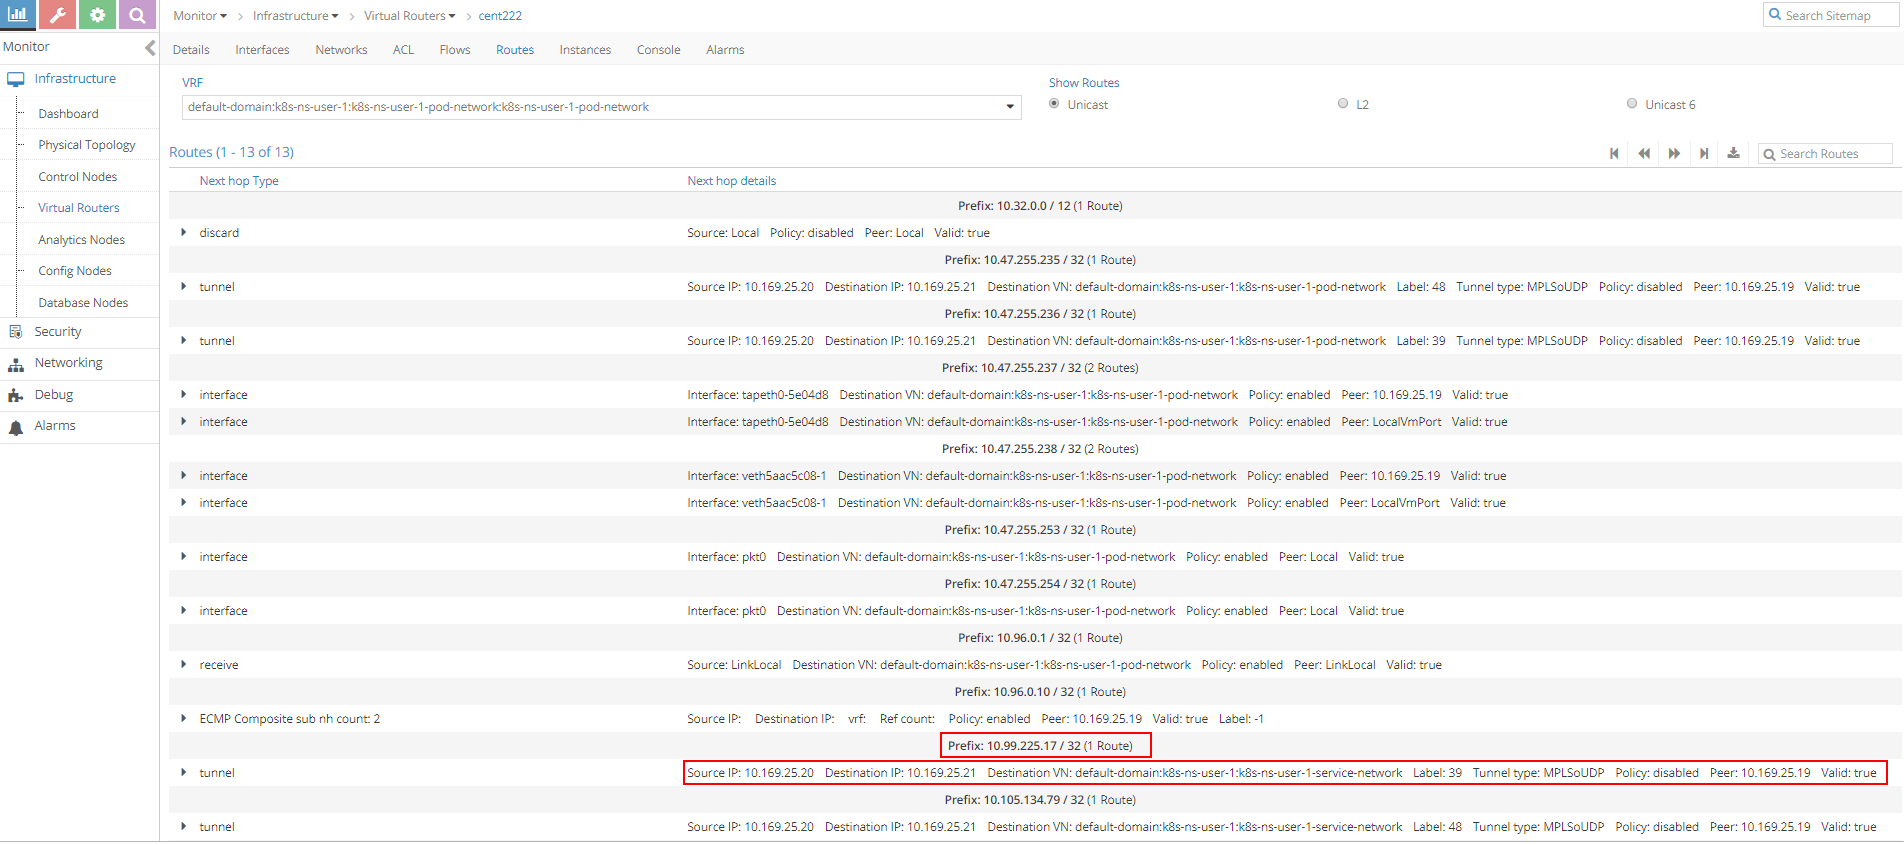 Monitor > Infrastructure > Virtual Routers > cent222
Search Sitemap
Monitor
Details Interfaces Networks ACL Flows Routes Instances Console Alarms
Infrastructure
Dashboard
Physical Topology
Control Nodes
Virtual Routers
Analytics Nodes
Config Nodes
Database Nodes
Security
Networking
Debug
Alarms
VRF
default-domain:k8s-ns-user-1:k8s-ns-user-1-pod-network:k8s-ns-user-1-pod-network
Show Routes
Unicast L2 Unicast 6
Routes (1 - 13 of 13)
Search Routes
Next hop Type Next hop details
Prefix: 10.32.0.0 / 12 (1 Route)
discard Source: Local Policy: disabled Peer: Local Valid: true
Prefix: 10.47.255.235 / 32 (1 Route)
tunnel Source IP: 10.169.25.20 Destination IP: 10.169.25.21 Destination VN: default-domain:k8s-ns-user-1:k8s-ns-user-1-pod-network Label: 48 Tunnel type: MPLSoUDP Policy: disabled Peer: 10.169.25.19 Valid: true
Prefix: 10.47.255.236 / 32 (1 Route)
tunnel Source IP: 10.169.25.20 Destination IP: 10.169.25.21 Destination VN: default-domain:k8s-ns-user-1:k8s-ns-user-1-pod-network Label: 39 Tunnel type: MPLSoUDP Policy: disabled Peer: 10.169.25.19 Valid: true
Prefix: 10.47.255.237 / 32 (2 Routes)
interface Interface: tapeth0-5e04d8 Destination VN: default-domain:k8s-ns-user-1:k8s-ns-user-1-pod-network Policy: enabled Peer: 10.169.25.19 Valid: true
interface Interface: tapeth0-5e04d8 Destination VN: default-domain:k8s-ns-user-1:k8s-ns-user-1-pod-network Policy: enabled Peer: LocalVmPort Valid: true
Prefix: 10.47.255.238 / 32 (2 Routes)
interface Interface: veth5aac5c08-1 Destination VN: default-domain:k8s-ns-user-1:k8s-ns-user-1-pod-network Policy: enabled Peer: 10.169.25.19 Valid: true
interface Interface: veth5aac5c08-1 Destination VN: default-domain:k8s-ns-user-1:k8s-ns-user-1-pod-network Policy: enabled Peer: LocalVmPort Valid: true
Prefix: 10.47.255.253 / 32 (1 Route)
interface Interface: pkt0 Destination VN: default-domain:k8s-ns-user-1:k8s-ns-user-1-pod-network Policy: enabled Peer: Local Valid: true
Prefix: 10.47.255.254 / 32 (1 Route)
interface Interface: pkt0 Destination VN: default-domain:k8s-ns-user-1:k8s-ns-user-1-pod-network Policy: enabled Peer: Local Valid: true
Prefix: 10.96.0.1 / 32 (1 Route)
receive Source: LinkLocal Destination VN: default-domain:k8s-ns-user-1:k8s-ns-user-1-pod-network Policy: enabled Peer: LinkLocal Valid: true
Prefix: 10.96.0.10 / 32 (1 Route)
ECMP Composite sub nh count: 2 Source IP: Destination IP: vrf: Ref count: Policy: enabled Peer: 10.169.25.19 Valid: true Label: -1
Prefix: 10.99.225.17 / 32 (1 Route)
tunnel Source IP: 10.169.25.20 Destination IP: 10.169.25.21 Destination VN: default-domain:k8s-ns-user-1:k8s-ns-user-1-service-network Label: 39 Tunnel type: MPLSoUDP Policy: disabled Peer: 10.169.25.19 Valid: true
Prefix: 10.105.134.79 / 32 (1 Route)
tunnel Source IP: 10.169.25.20 Destination IP: 10.169.25.21 Destination VN: default-domain:k8s-ns-user-1:k8s-ns-user-1-service-network Label: 48 Tunnel type: MPLSoUDP Policy: disabled Peer: 10.169.25.19 Valid: true